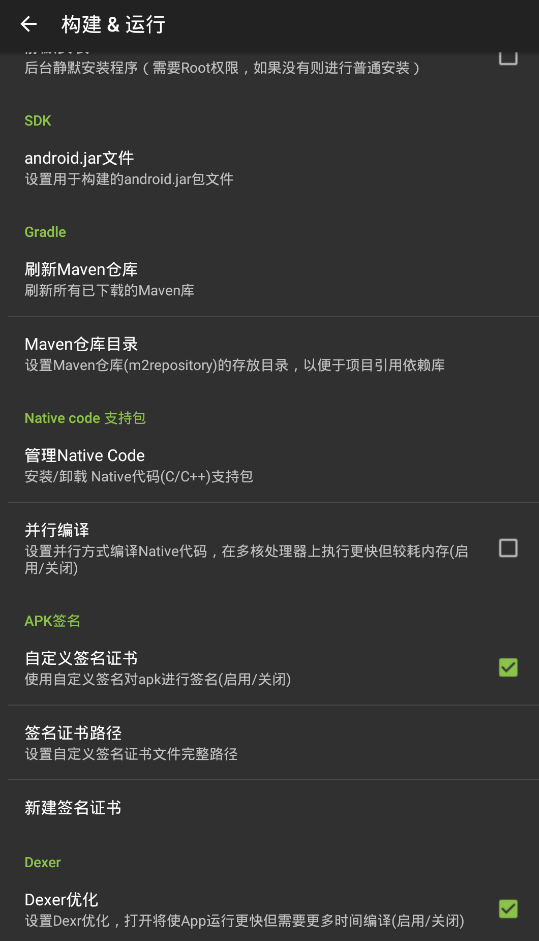 构建 & 运行
后台静默安装程序（需要Root权限，如果没有则进行普通安装）
SDK
android.jar文件
设置用于构建的android.jar包文件
Gradle
刷新Maven仓库
刷新所有已下载的Maven库
Maven仓库目录
设置Maven仓库(m2repository)的存放目录，以便于项目引用依赖库
Native code 支持包
管理Native Code
安装/卸载 Native代码(C/C++)支持包
并行编译
设置并行方式编译Native代码，在多核处理器上执行更快但较耗内存(启
用/关闭)
APK签名
自定义签名证书
使用自定义签名对apk进行签名(启用/关闭)
签名证书路径
设置自定义签名证书文件完整路径
新建签名证书
Dexer
Dexer优化
设置Dexr优化，打开将使App运行更快但需要更多时间编译(启用/关闭)